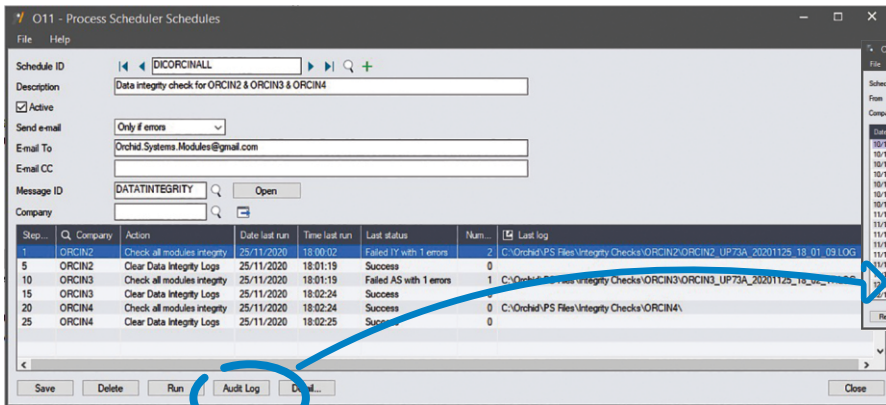 O11 - Process Scheduler Schedules
File Help
Schedule ID DICORCINALL
Description Data integrity check for ORCIN2 & ORCIN3 & ORCIN4
Active
Send e-mail Only if errors
E-mail To Orchid.Systems.Modules@gmail.com
E-mail CC
Message ID DATATINTEGRITY Open
Company
Step... Company Action Date last run Time last run Last status Num... Last log
1 ORCIN2 Check all modules integrity 25/11/2020 18:00:02 Failed IY with 1 errors 2 C:\Orchid\PS Files\Integrity Checks\ORCIN2\ORCIN2_UP73A_20201125_18_01_09.LOG
5 ORCIN2 Clear Data Integrity Logs 25/11/2020 18:01:19 Success 0
10 ORCIN3 Check all modules integrity 25/11/2020 18:01:19 Failed AS with 1 errors 1 Checks\ORCIN3\ORCIN3_UP73A_20201125_18_02_
15 ORCIN3 Clear Data Integrity Logs 25/11/2020 18:02:24 Success 0
20 ORCIN4 Check all modules integrity 25/11/2020 18:02:24 Success 0 C:\Orchid\PS Files\Integrity Checks\ORCIN4\
25 ORCIN4 Clear Data Integrity Logs 25/11/2020 18:02:25 Success 0
Save Delete Run Audit Log Detail... Close
File
From